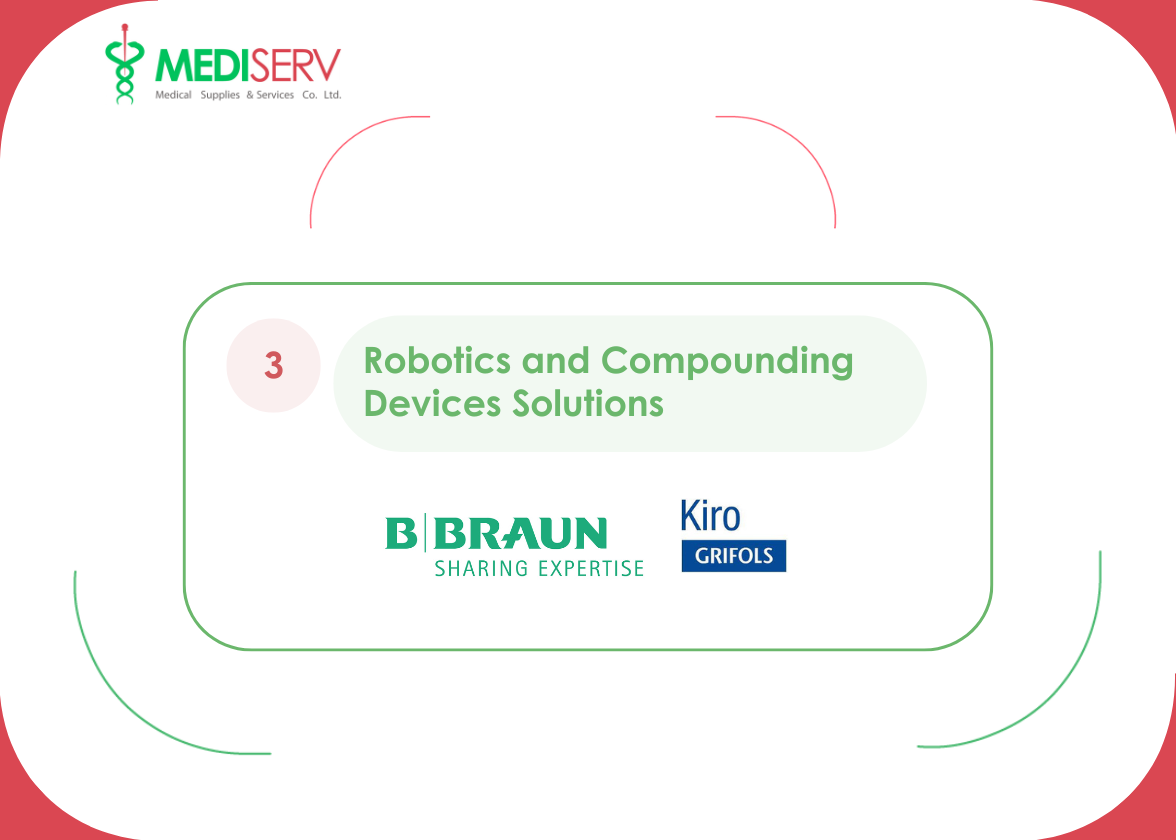 MEDISERV
Medical Supplies & Services Co. Ltd.
3
Robotics and Compounding
Devices Solutions
B|BRAUN
SHARING EXPERTISE
Kiro
GRIFOLS